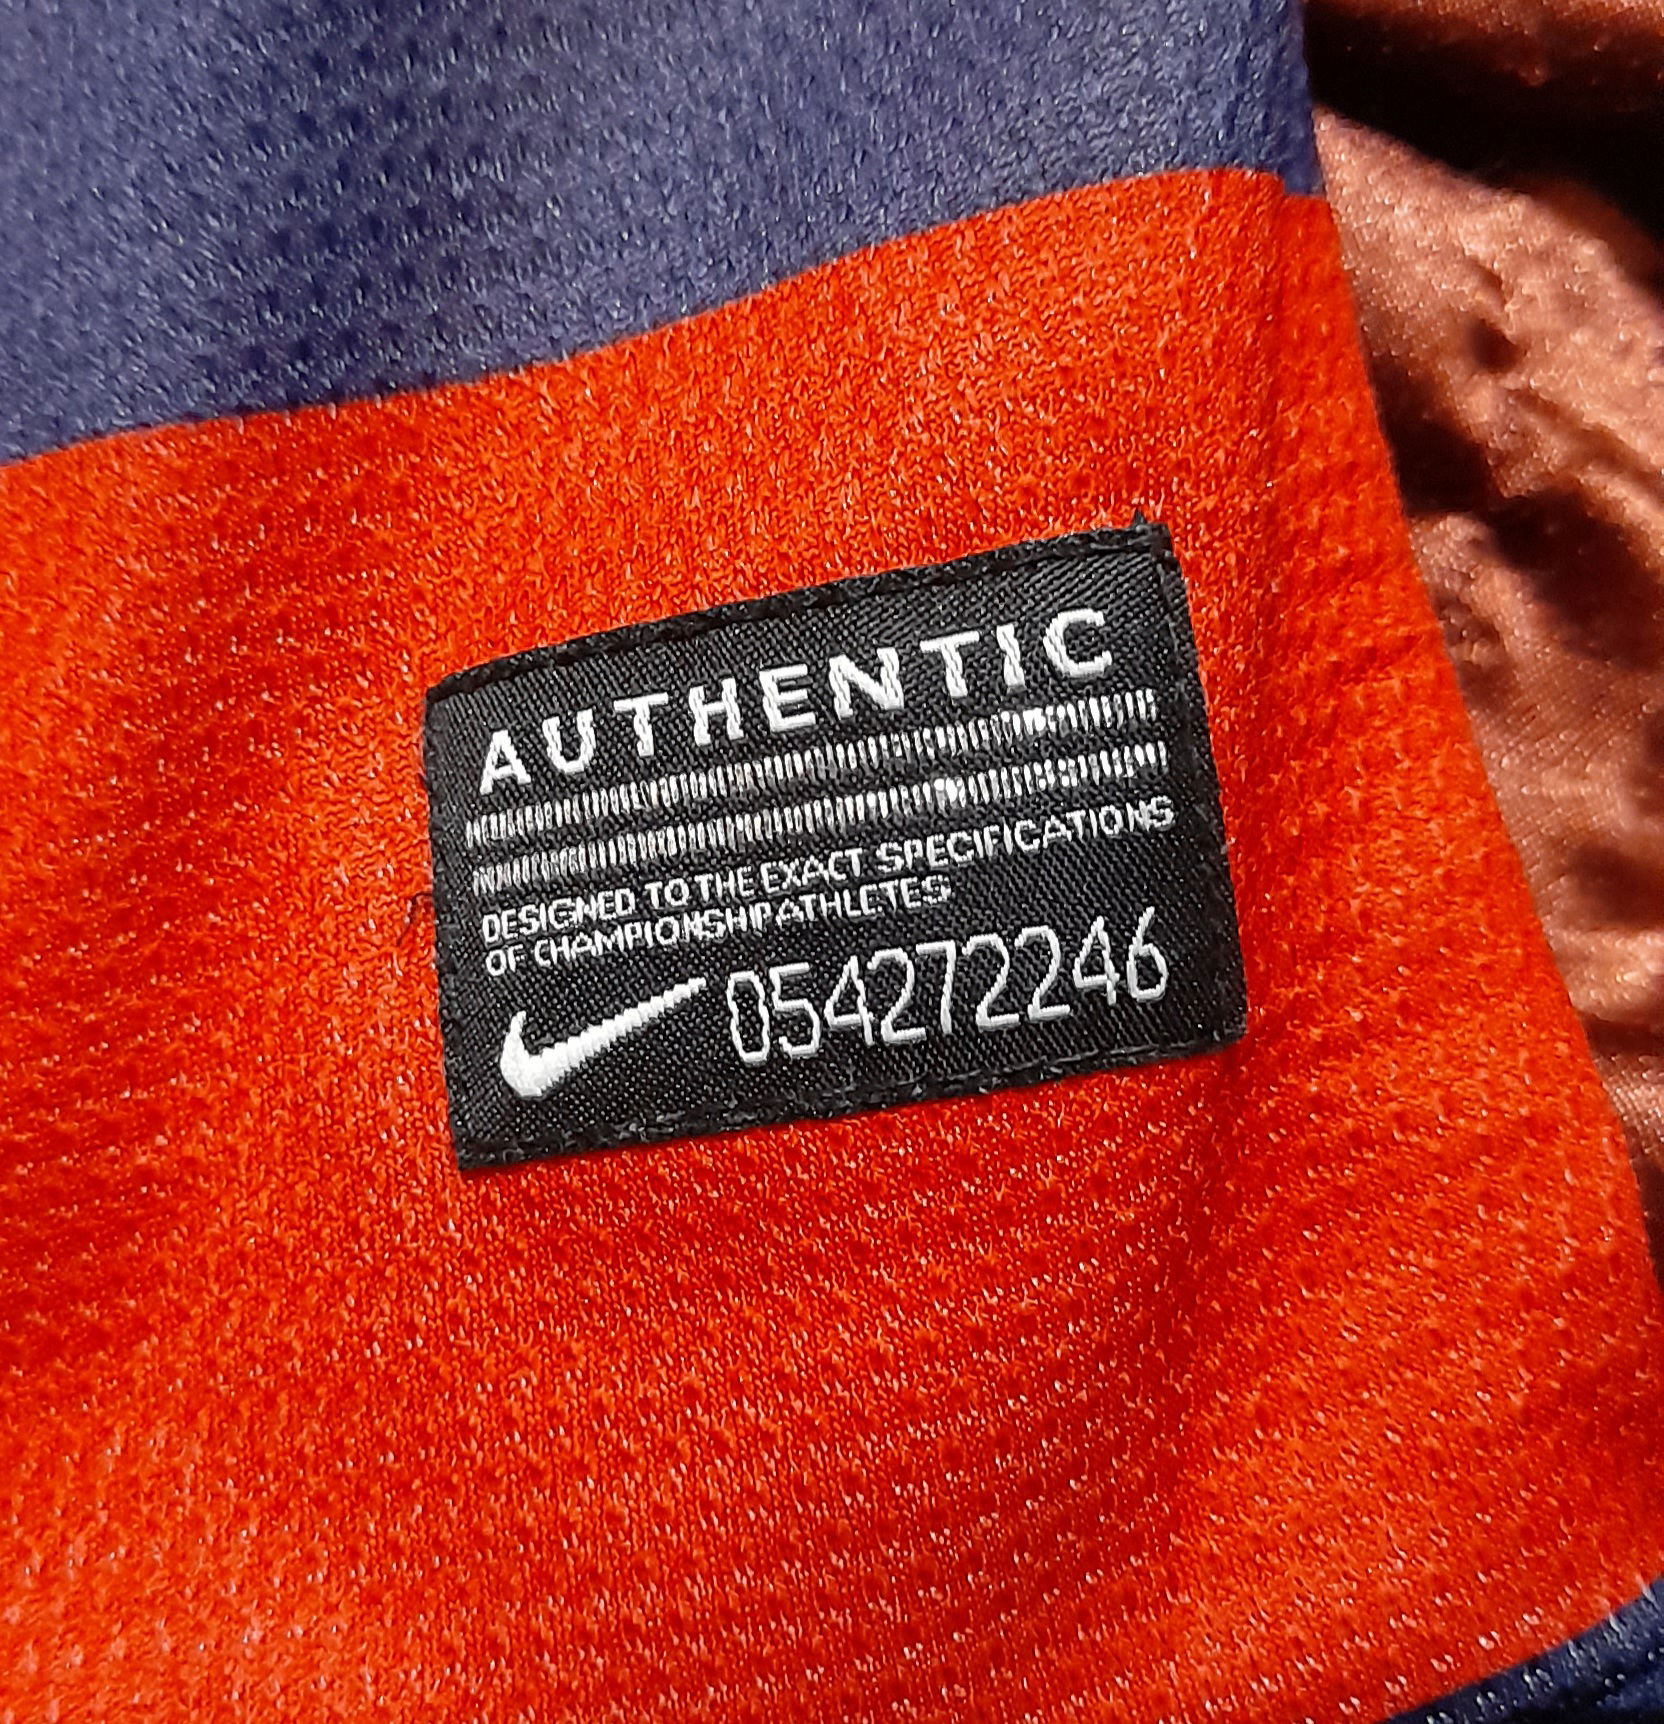 AUTHENTIC
DESIGNED TO THE EXACT SPECIFICATIONS
OF CHAMPIONSHIP ATHLETES
054272246